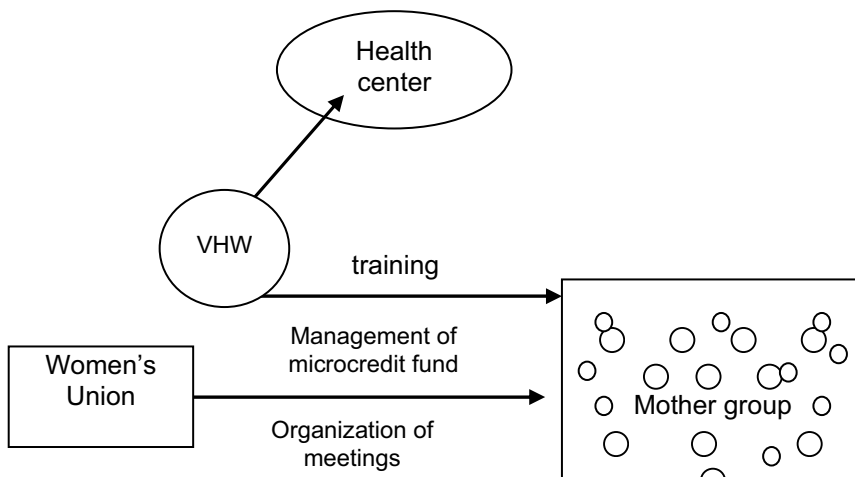 Health
center
VHW
training
Management of
microcredit fund
Women's
Union
Mother group
Organization of
meetings